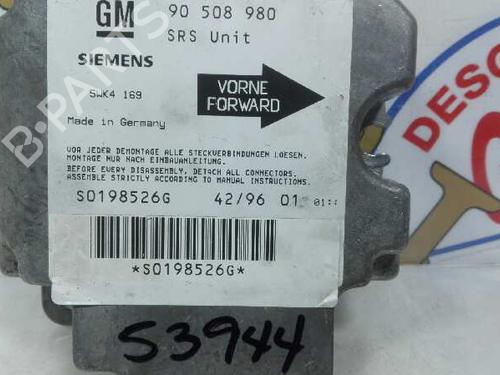 GM
90 508 980
SRS Unit
SIEMENS
5WK4 169
VORNE
FORWARD
Made in Germany
VOR JEDER DEMONTAGE ALLE STECKVERBINDUNGEN LOESEN.
MONTAGE NUR NACH EINBAUANLEITUNG.
BEFORE EVERY DISASSEMBLY, DETACH ALL CONNECTORS.
ASSEMBLE STRICTLY ACCORDING TO MANUAL INSTRUCTIONS.
S0198526G 42/96 01 01::
*S0198526G*
53944
B-PARTS
DESC